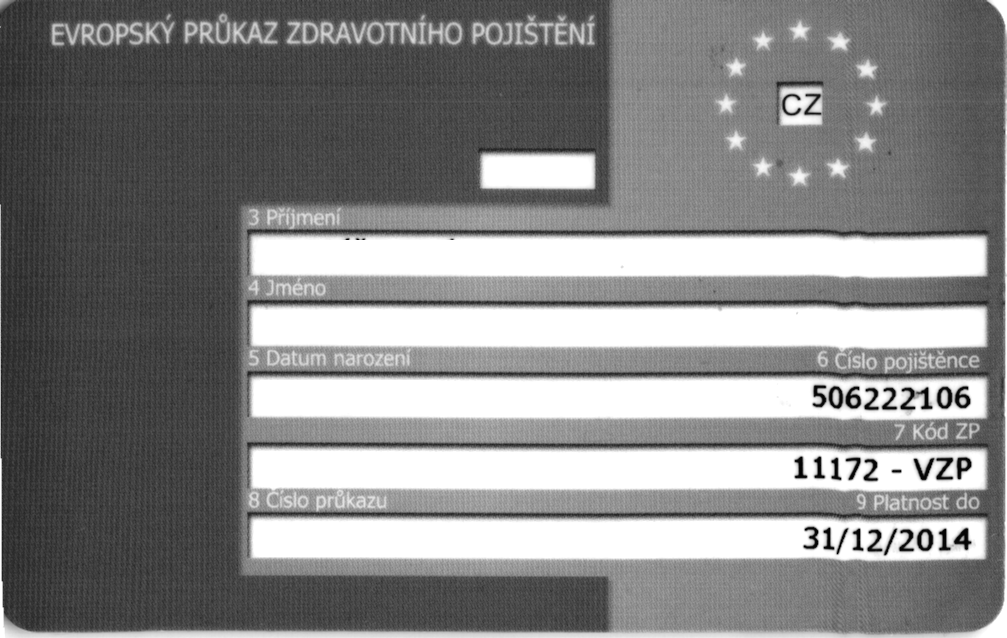 EVROPSKÝ PRŮKAZ ZDRAVOTNÍHO POJIŠTĚNÍ
CZ
3 Příjmení
4 Jméno
5 Datum narození
6 Číslo pojištěnce
506222106
7 Kód ZP
11172 - VZP
8 Číslo průkazu
9 Platnost do
31/12/2014